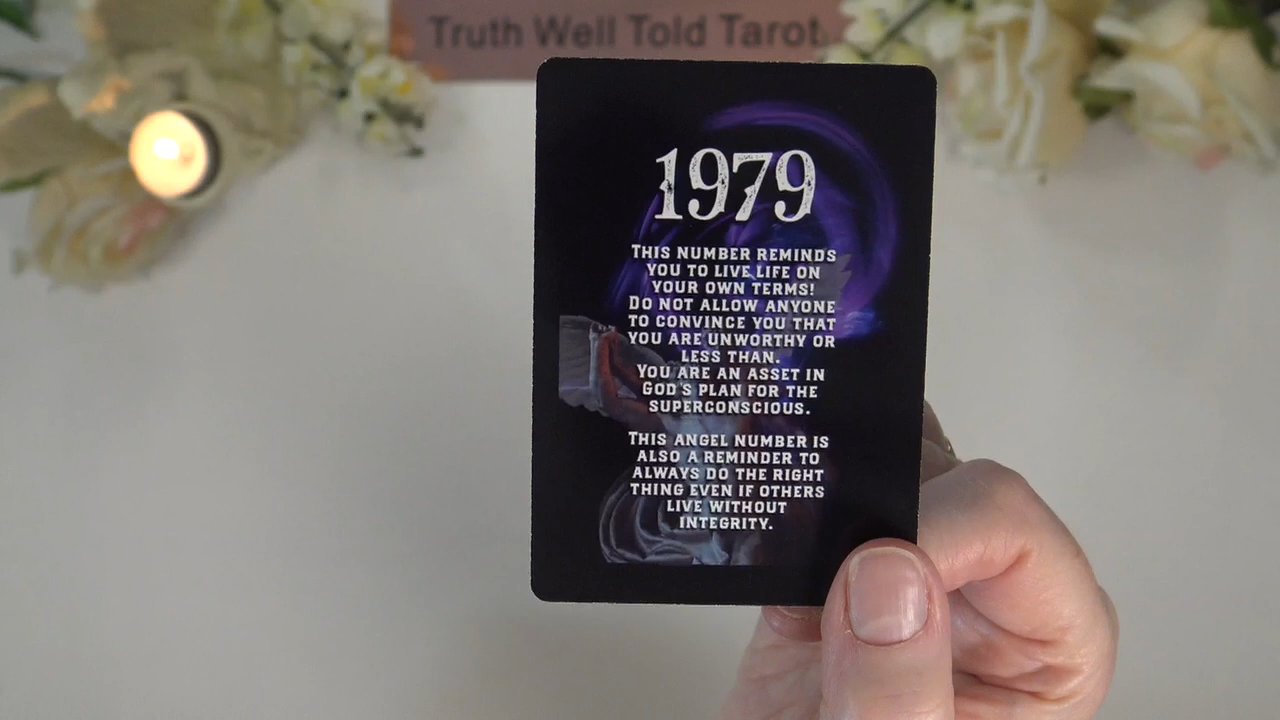 Truth Well Told Tarot
1979
THIS NUMBER REMINDS
YOU TO LIVE LIFE ON
YOUR OWN TERMS!
DO NOT ALLOW ANYONE
TO CONVINCE YOU THAT
YOU ARE UNWORTHY OR
LESS THAN.
YOU ARE AN ASSET IN
GOD'S PLAN FOR THE
SUPERCONSCIOUS.
THIS ANGEL NUMBER IS
ALSO A REMINDER TO
ALWAYS DO THE RIGHT
THING EVEN IF OTHERS
LIVE WITHOUT
INTEGRITY.